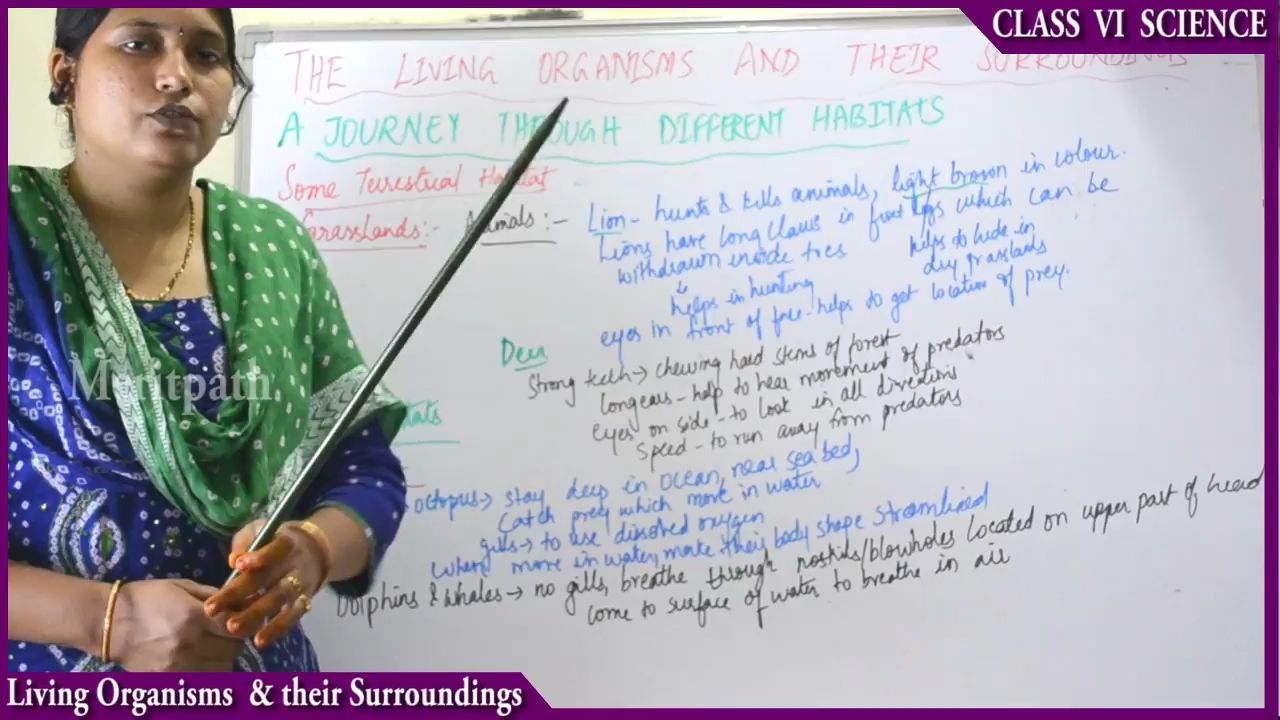 CLASS VI SCIENCE
THE LIVING ORGANISMS AND THEIR SURROUNDINGS
A JOURNEY THROUGH DIFFERENT HABITATS
Some Terrestrial Habitat
Grasslands:- Animals:- Lion - hunts & kills animals, light brown in colour.
Lions have long claws in front legs which can be
withdrawn inside toes
helps to hide in
dry grasslands
helps in hunting
eyes in front of face - helps to get location of prey.
Deer
Strong teeth → chewing hard stems of forest
long ears - help to hear movement of predators
eyes on side - to look in all directions
Speed - to run away from predators
tats
octopus → stay deep in OCEAN, near sea bed,
Catch prey which move in water
gills → to use dissolved oxygen
when move in water, make their body shape streamlined
Dolphins & whales → no gills, breathe through nostrils/blowholes located on upper part of head
come to surface of water to breathe in air
Meritpath
Living Organisms & their Surroundings